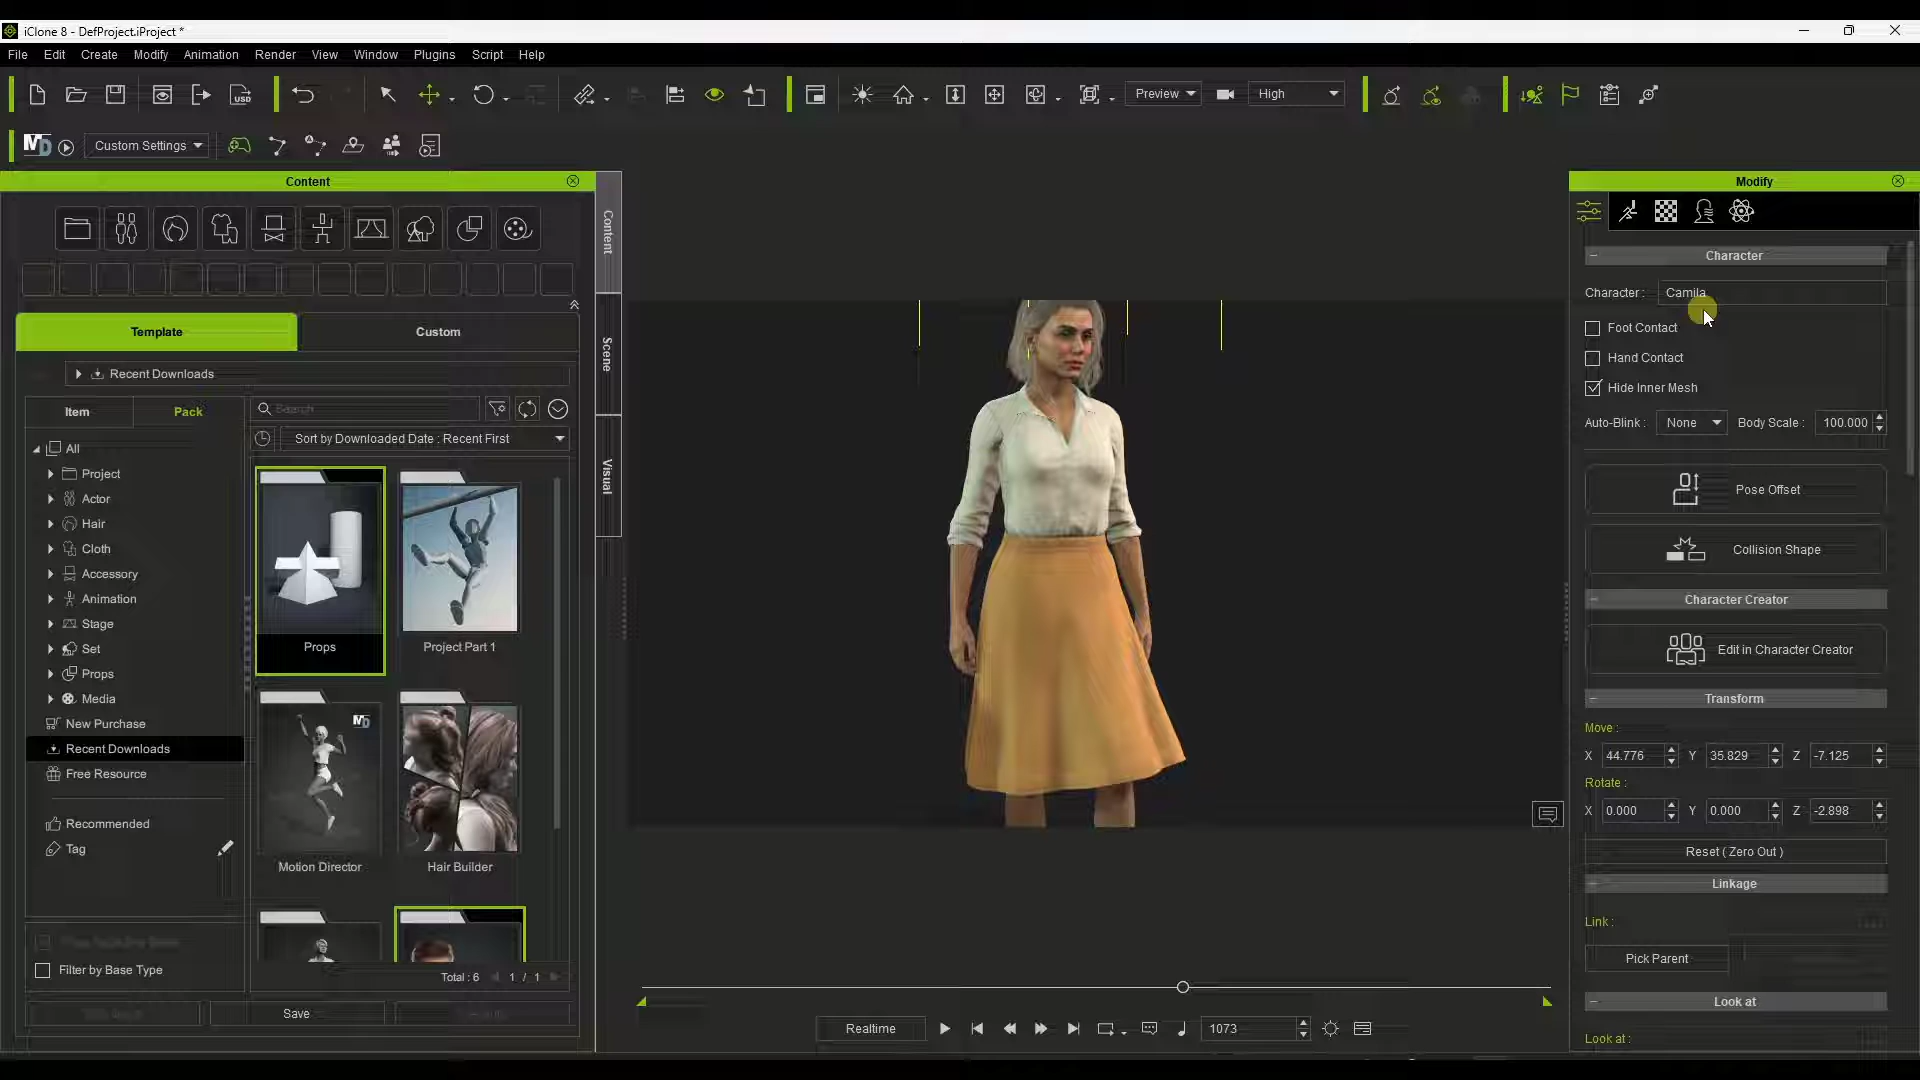 iClone 8 - DefProject.iProject *
File Edit Create Modify Animation Render View Window Plugins Script Help
USD
Preview
High
MD
Custom Settings
Content
Template
Custom
Recent Downloads
Item
Pack
Search
Sort by Downloaded Date : Recent First
All
Project
Actor
Hair
Cloth
Accessory
Animation
Stage
Set
Props
Media
New Purchase
Recent Downloads
Free Resource
Recommended
Tag
Filter by Base Type
Props
Project Part 1
MD
Motion Director
Hair Builder
Total : 6
1 / 1
Save
Content
Scene
Visual
Realtime
1073
Modify
Character
Character : Camila
Foot Contact
Hand Contact
Hide Inner Mesh
Auto-Blink : None Body Scale : 100.000
Pose Offset
Collision Shape
Character Creator
Edit in Character Creator
Transform
Move :
X 44.776 Y 35.829 Z -7.125
Rotate :
X 0.000 Y 0.000 Z -2.898
Reset ( Zero Out )
Linkage
Link :
Pick Parent
Look at
Look at :